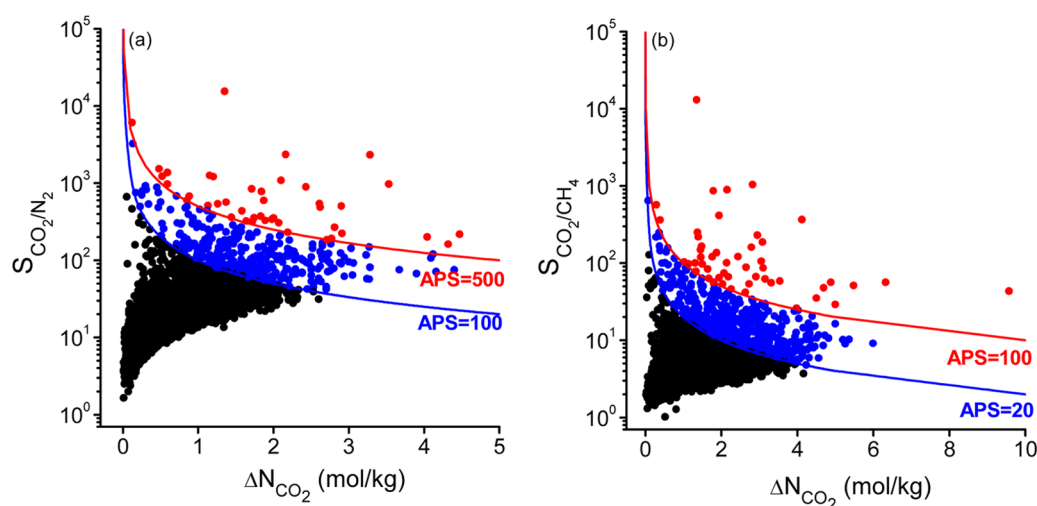 (a)
S_CO2/N2
10^5
10^4
10^3
10^2
10^1
10^0
APS=500
APS=100
0 1 2 3 4 5
ΔN_CO2 (mol/kg)
(b)
S_CO2/CH4
10^5
10^4
10^3
10^2
10^1
10^0
APS=100
APS=20
0 2 4 6 8 10
ΔN_CO2 (mol/kg)